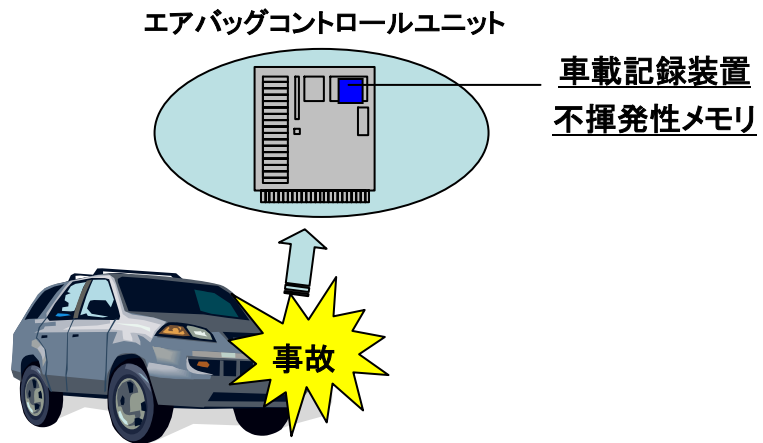 エアバッグコントロールユニット
車載記録装置
不揮発性メモリ
事故